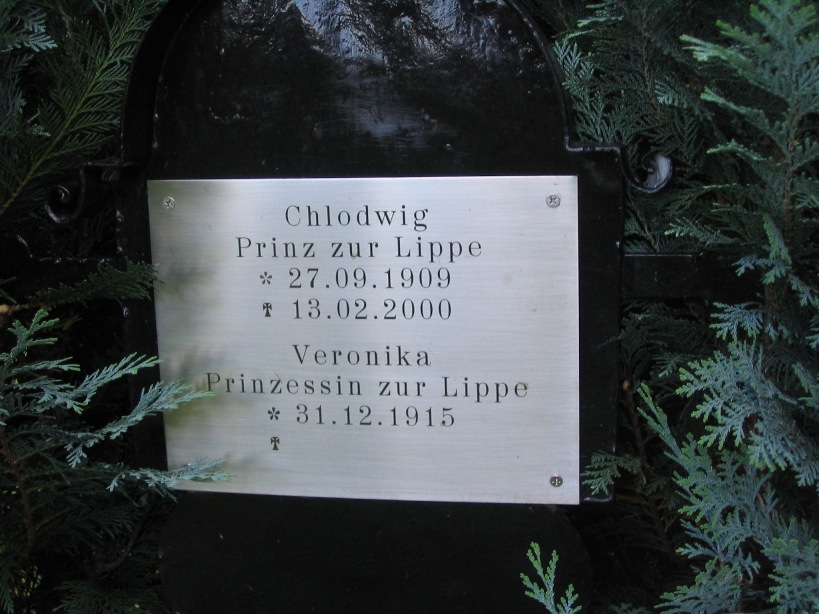 Chlodwig
Prinz zur Lippe
* 27.09.1909
✝ 13.02.2000
Veronika
Prinzessin zur Lippe
* 31.12.1915
✝